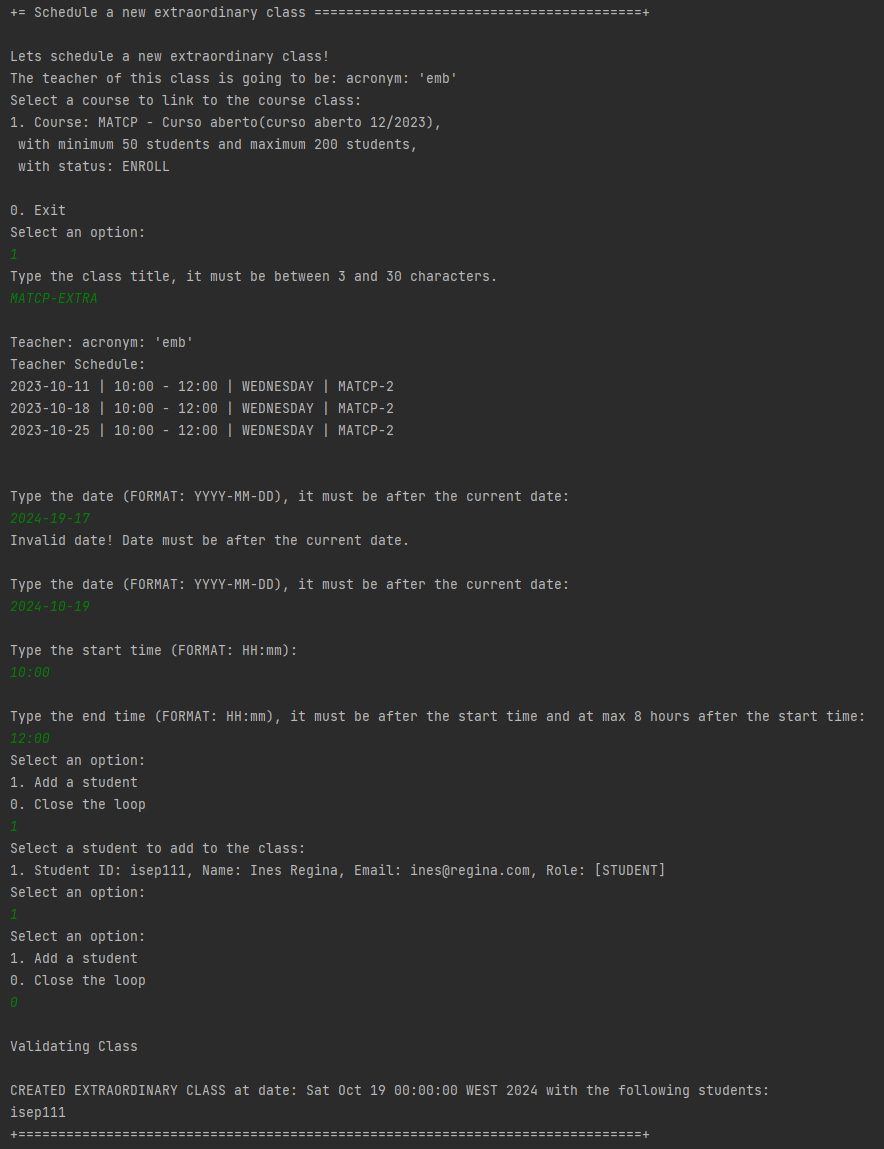 += Schedule a new extraordinary class =========================================+
Lets schedule a new extraordinary class!
The teacher of this class is going to be: acronym: 'emb'
Select a course to link to the course class:
1. Course: MATCP - Curso aberto(curso aberto 12/2023),
with minimum 50 students and maximum 200 students,
with status: ENROLL
0. Exit
Select an option:
1
Type the class title, it must be between 3 and 30 characters.
MATCP-EXTRA
Teacher: acronym: 'emb'
Teacher Schedule:
2023-10-11 | 10:00 - 12:00 | WEDNESDAY | MATCP-2
2023-10-18 | 10:00 - 12:00 | WEDNESDAY | MATCP-2
2023-10-25 | 10:00 - 12:00 | WEDNESDAY | MATCP-2
Type the date (FORMAT: YYYY-MM-DD), it must be after the current date:
2024-19-17
Invalid date! Date must be after the current date.
Type the date (FORMAT: YYYY-MM-DD), it must be after the current date:
2024-10-19
Type the start time (FORMAT: HH:mm):
10:00
Type the end time (FORMAT: HH:mm), it must be after the start time and at max 8 hours after the start time:
12:00
Select an option:
1. Add a student
0. Close the loop
1
Select a student to add to the class:
1. Student ID: isep111, Name: Ines Regina, Email: ines@regina.com, Role: [STUDENT]
Select an option:
1
Select an option:
1. Add a student
0. Close the loop
0
Validating Class
CREATED EXTRAORDINARY CLASS at date: Sat Oct 19 00:00:00 WEST 2024 with the following students:
isep111
+==============================================================================+